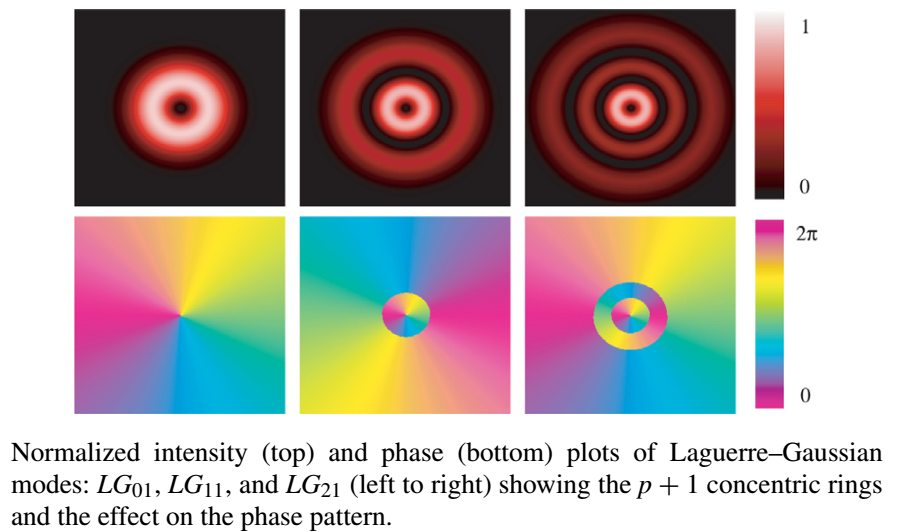 1
0
2π
0
Normalized intensity (top) and phase (bottom) plots of Laguerre–Gaussian
modes: LG₀₁, LG₁₁, and LG₂₁ (left to right) showing the p + 1 concentric rings
and the effect on the phase pattern.